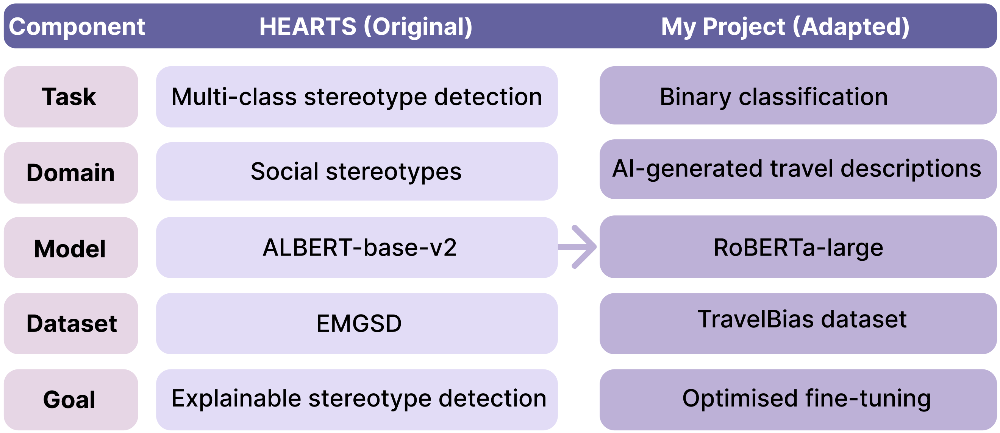 Component HEARTS (Original) My Project (Adapted)
Task Multi-class stereotype detection Binary classification
Domain Social stereotypes AI-generated travel descriptions
Model ALBERT-base-v2 RoBERTa-large
Dataset EMGSD TravelBias dataset
Goal Explainable stereotype detection Optimised fine-tuning